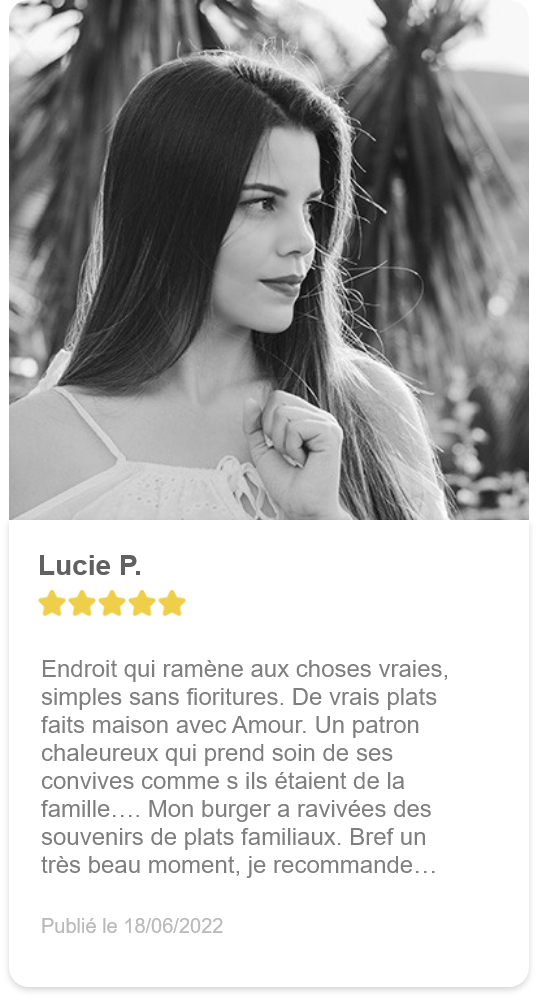 Lucie P.
Endroit qui ramène aux choses vraies,
simples sans fioritures. De vrais plats
faits maison avec Amour. Un patron
chaleureux qui prend soin de ses
convives comme s ils étaient de la
famille…. Mon burger a ravivées des
souvenirs de plats familiaux. Bref un
très beau moment, je recommande…
Publié le 18/06/2022